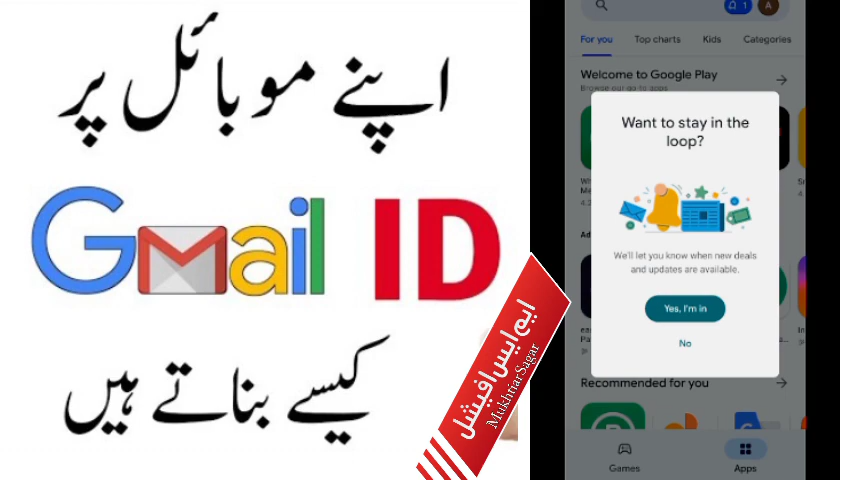 اپنے موبائل پر
Gmail ID
کیسے بناتے ہیں
ایم ایس آفیشل
MukhtiarSagar
1
A
For you
Top charts
Kids
Categories
Welcome to Google Play
Want to stay in the
loop?
We'll let you know when new deals
and updates are available.
Yes, I'm in
No
Recommended for you
Games
Apps